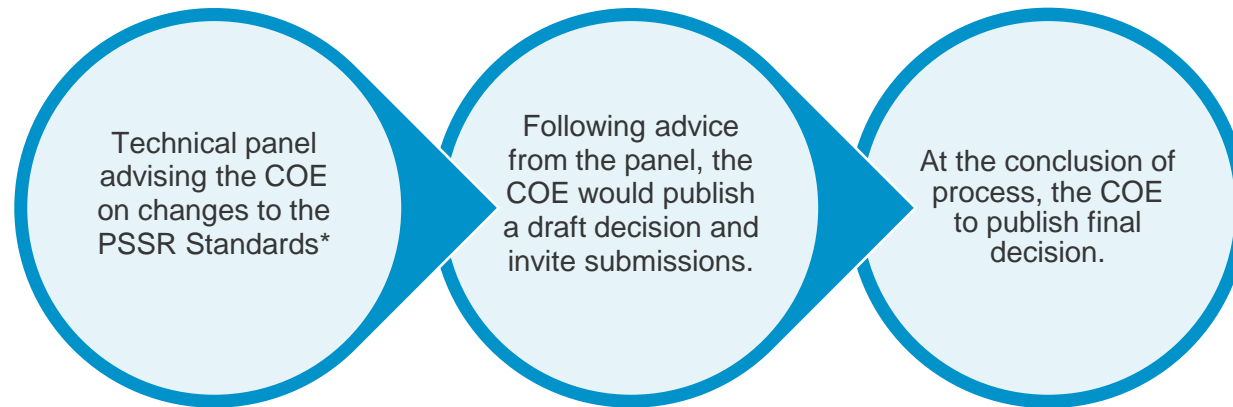 Technical panel
advising the COE
on changes to the
PSSR Standards*
Following advice
from the panel, the
COE would publish
a draft decision and
invite submissions.
At the conclusion of
process, the COE
to publish final
decision.